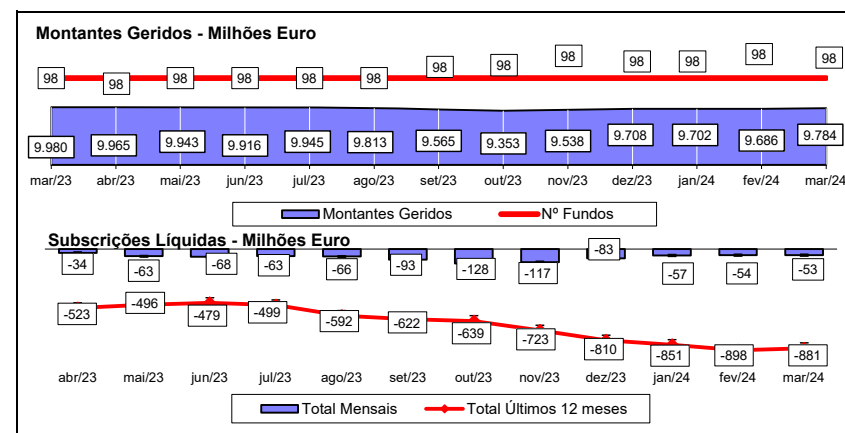 Montantes Geridos - Milhões Euro
98 98 98 98 98 98 98 98 98 98 98 98 98
9.980 9.965 9.943 9.916 9.945 9.813 9.565 9.353 9.538 9.708 9.702 9.686 9.784
mar/23 abr/23 mai/23 jun/23 jul/23 ago/23 set/23 out/23 nov/23 dez/23 jan/24 fev/24 mar/24
Montantes Geridos Nº Fundos
Subscrições Líquidas - Milhões Euro
-34 -63 -68 -63 -66 -93 -128 -117 -83 -57 -54 -53
-523 -496 -479 -499 -592 -622 -639 -723 -810 -851 -898 -881
abr/23 mai/23 jun/23 jul/23 ago/23 set/23 out/23 nov/23 dez/23 jan/24 fev/24 mar/24
Total Mensais Total Últimos 12 meses